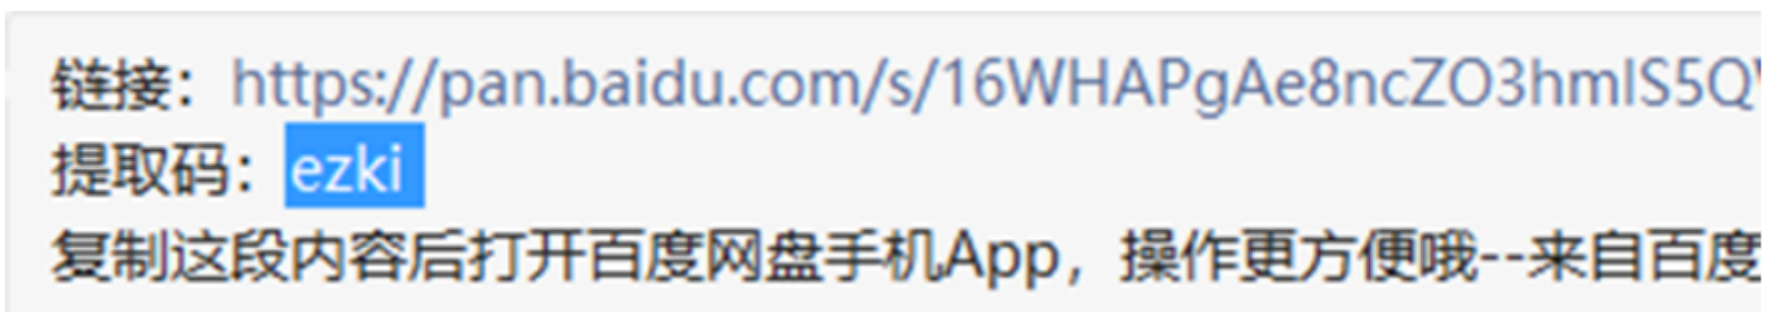 链接：https://pan.baidu.com/s/16WHAPgAe8ncZO3hmIS5Q
提取码：ezki
复制这段内容后打开百度网盘手机App，操作更方便哦--来自百度